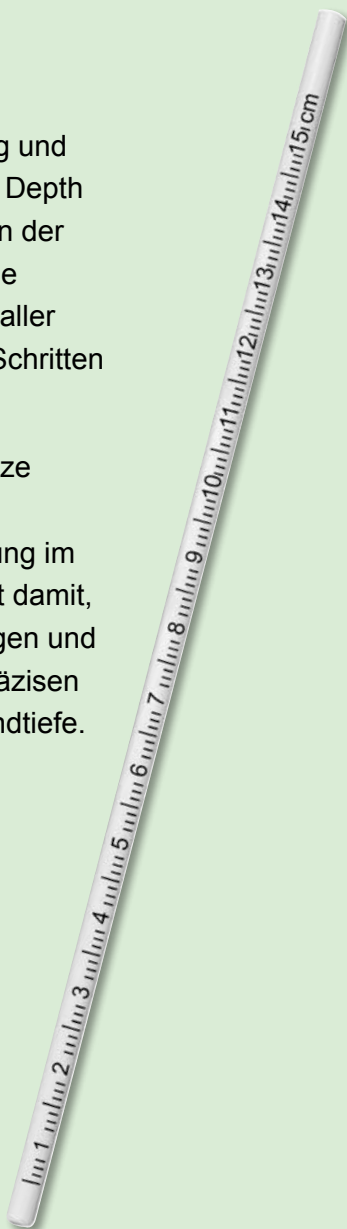 g und
Depth
n der
e
aller
Schritten
ze
ung im
t damit,
gen und
äzisen
ndtiefe.
1 2 3 4 5 6 7 8 9 10 11 12 13 14 15 cm